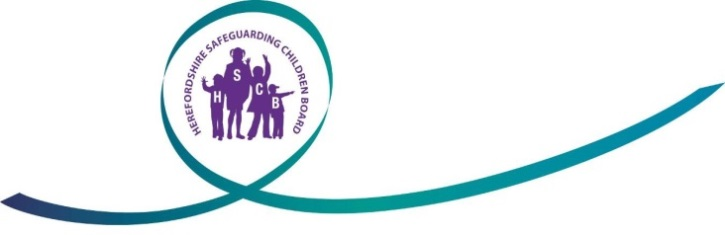 HEREFORDSHIRE SAFEGUARDING CHILDREN BOARD
H S C B